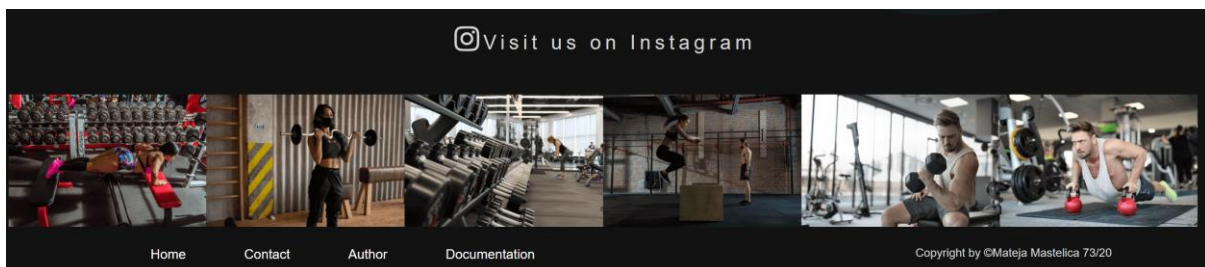 Visit us on Instagram
Home Contact Author Documentation Copyright by ©Mateja Mastelica 73/20